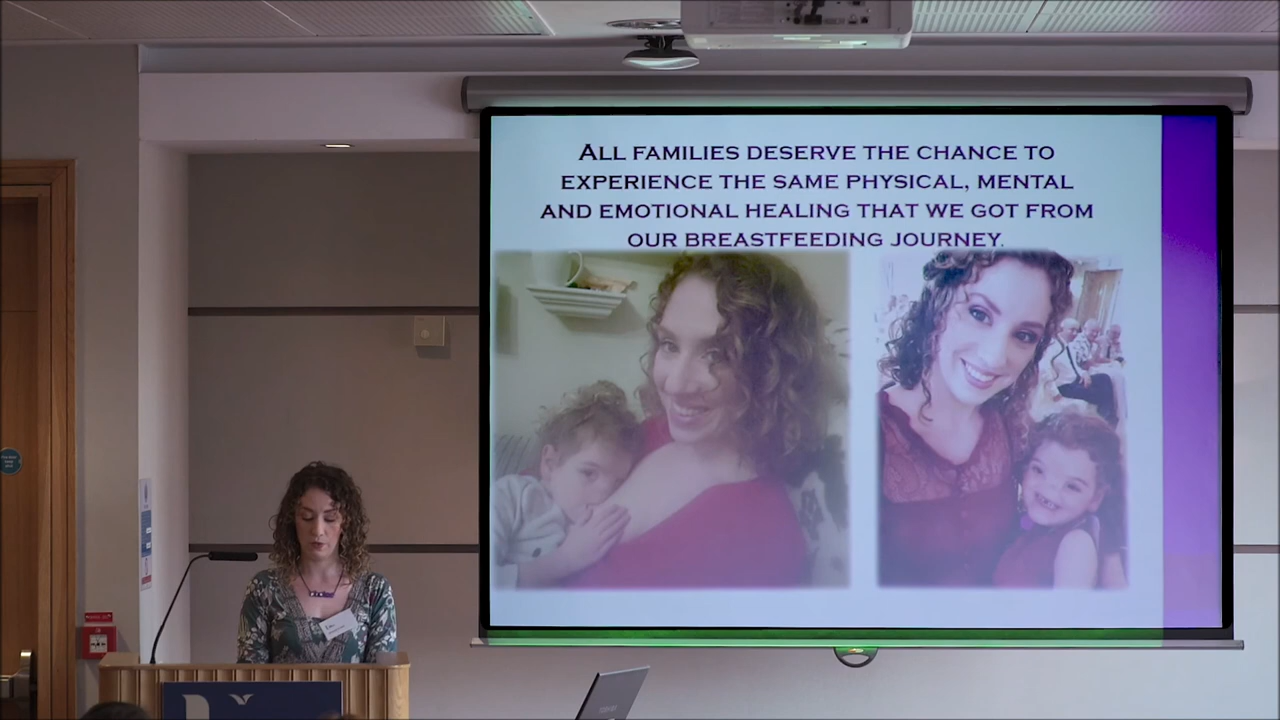 ALL FAMILIES DESERVE THE CHANCE TO
EXPERIENCE THE SAME PHYSICAL, MENTAL
AND EMOTIONAL HEALING THAT WE GOT FROM
OUR BREASTFEEDING JOURNEY.